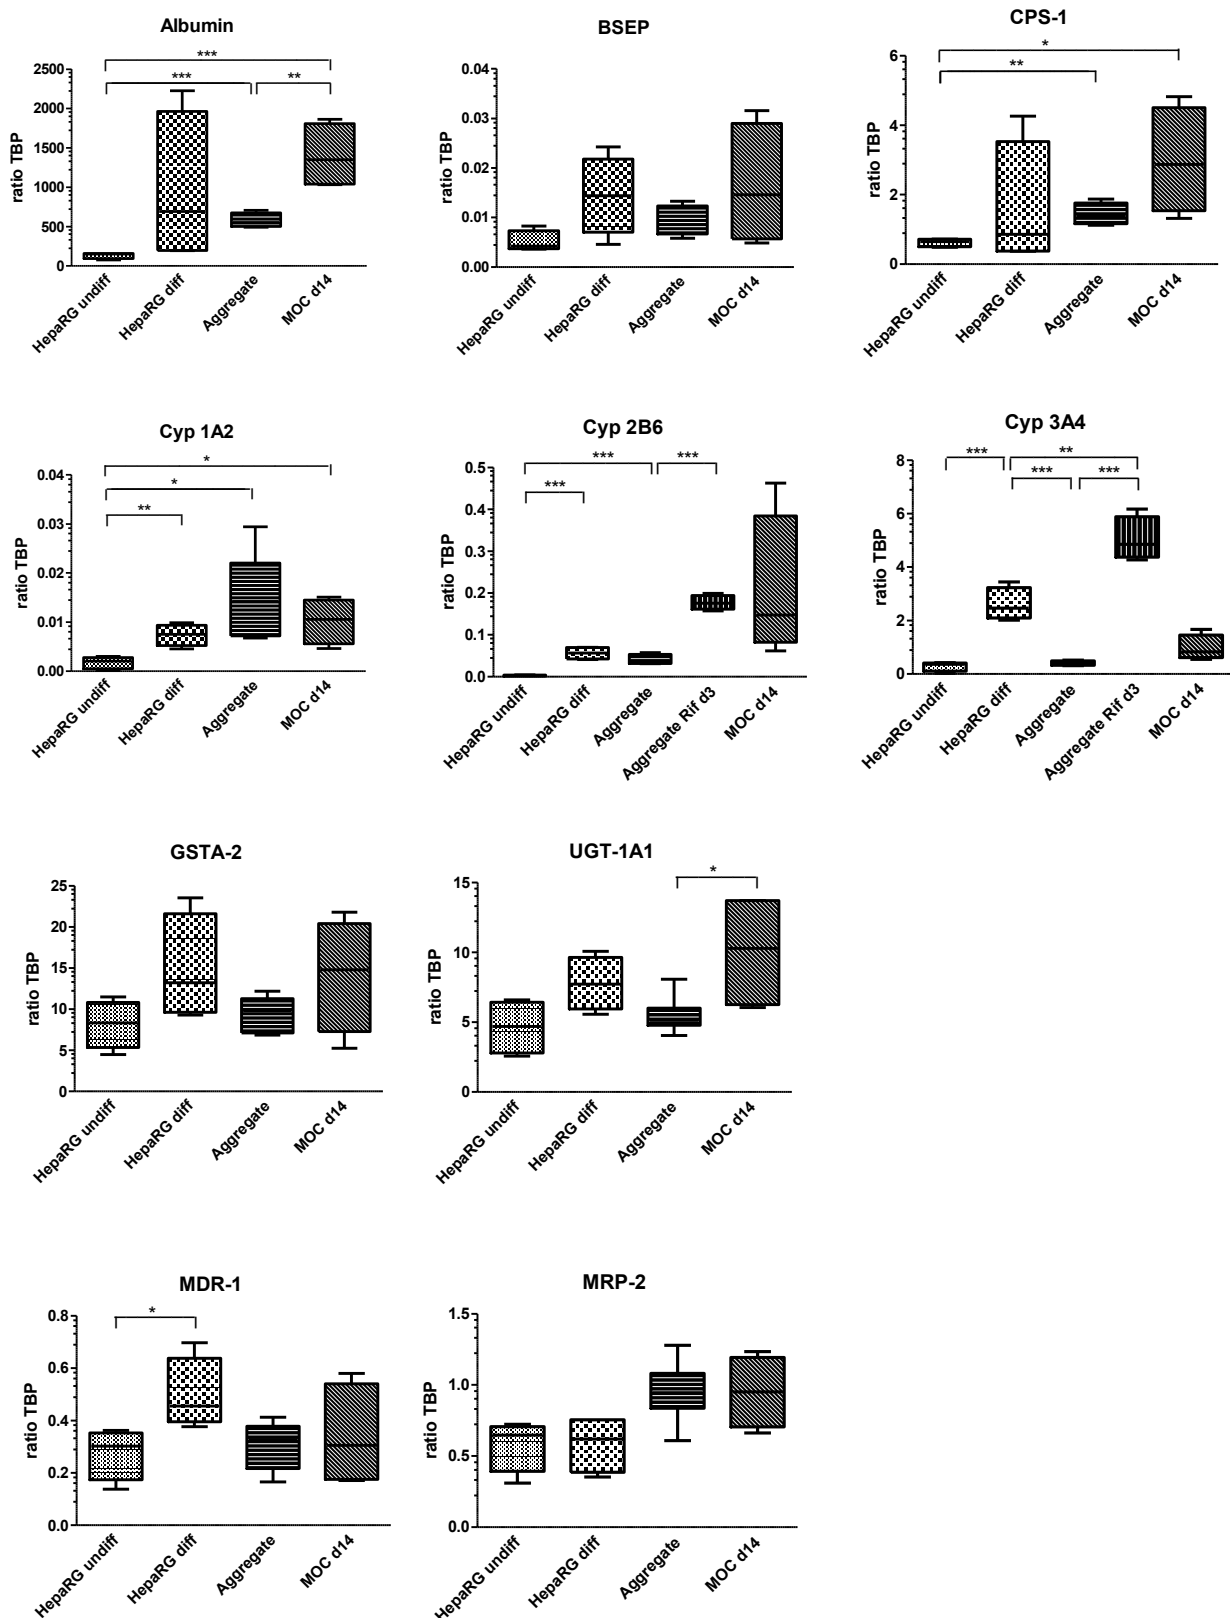 Albumin
***
***
**
ratio TBP
2500
2000
1500
1000
500
0
HepaRG undiff
HepaRG diff
Aggregate
MOC d14
BSEP
ratio TBP
0.04
0.03
0.02
0.01
0.00
HepaRG undiff
HepaRG diff
Aggregate
MOC d14
CPS-1
*
**
ratio TBP
6
4
2
0
HepaRG undiff
HepaRG diff
Aggregate
MOC d14
Cyp 1A2
*
*
**
ratio TBP
0.04
0.03
0.02
0.01
0.00
HepaRG undiff
HepaRG diff
Aggregate
MOC d14
Cyp 2B6
***
***
***
ratio TBP
0.5
0.4
0.3
0.2
0.1
0.0
HepaRG undiff
HepaRG diff
Aggregate
Aggregate Rif d3
MOC d14
Cyp 3A4
***
**
***
***
ratio TBP
8
6
4
2
0
HepaRG undiff
HepaRG diff
Aggregate
Aggregate Rif d3
MOC d14
GSTA-2
ratio TBP
25
20
15
10
5
0
HepaRG undiff
HepaRG diff
Aggregate
MOC d14
UGT-1A1
*
ratio TBP
15
10
5
0
HepaRG undiff
HepaRG diff
Aggregate
MOC d14
MDR-1
*
ratio TBP
0.8
0.6
0.4
0.2
0.0
HepaRG undiff
HepaRG diff
Aggregate
MOC d14
MRP-2
ratio TBP
1.5
1.0
0.5
0.0
HepaRG undiff
HepaRG diff
Aggregate
MOC d14